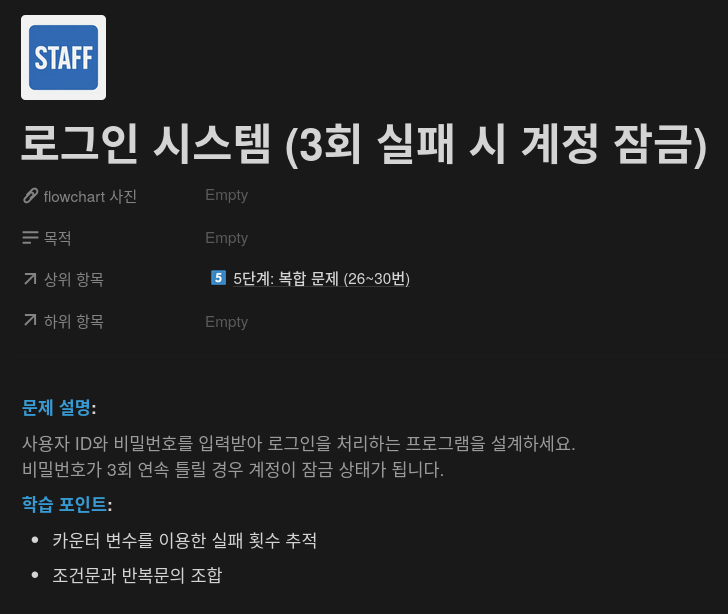 STAFF
로그인 시스템 (3회 실패 시 계정 잠금)
flowchart 사진 Empty
목적 Empty
상위 항목 5 5단계: 복합 문제 (26~30번)
하위 항목 Empty
문제 설명:
사용자 ID와 비밀번호를 입력받아 로그인을 처리하는 프로그램을 설계하세요.
비밀번호가 3회 연속 틀릴 경우 계정이 잠금 상태가 됩니다.
학습 포인트:
• 카운터 변수를 이용한 실패 횟수 추적
• 조건문과 반복문의 조합